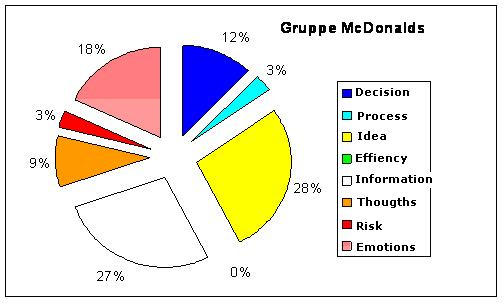 Gruppe McDonalds
12%
18%
3%
3%
9%
28%
27%
0%
Decision
Process
Idea
Effiency
Information
Thougths
Risk
Emotions